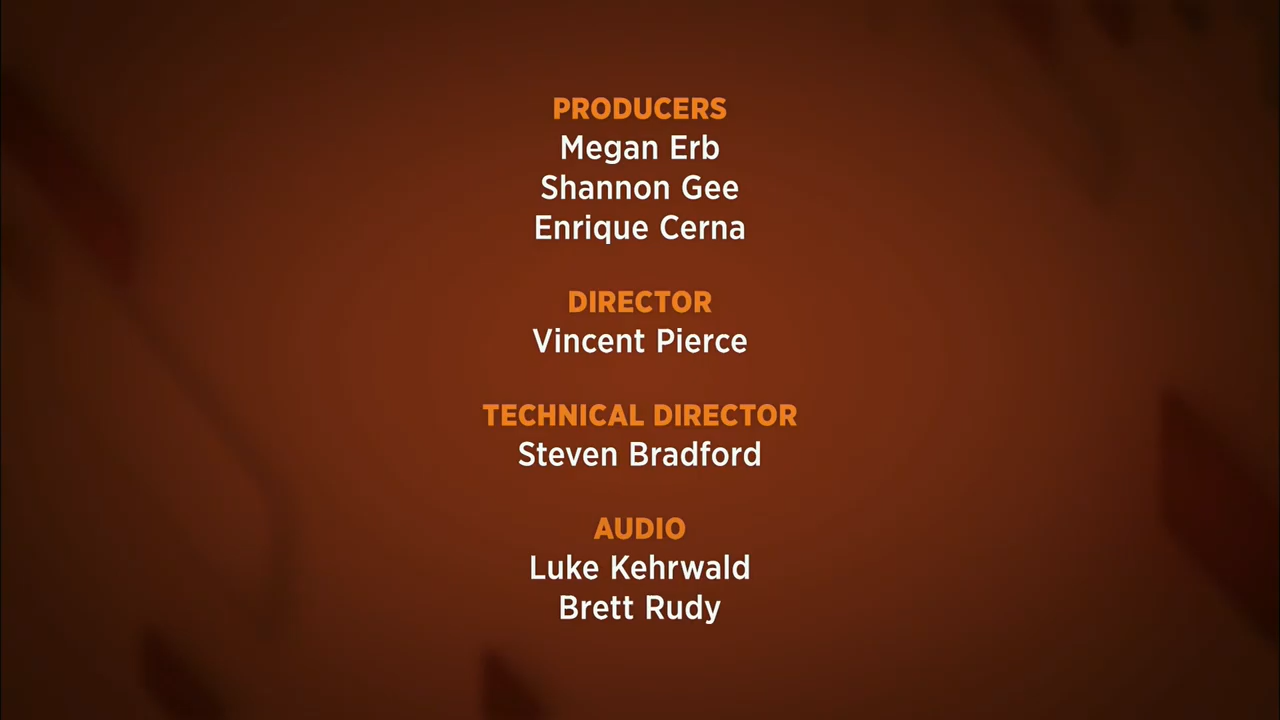 PRODUCERS
Megan Erb
Shannon Gee
Enrique Cerna
DIRECTOR
Vincent Pierce
TECHNICAL DIRECTOR
Steven Bradford
AUDIO
Luke Kehrwald
Brett Rudy